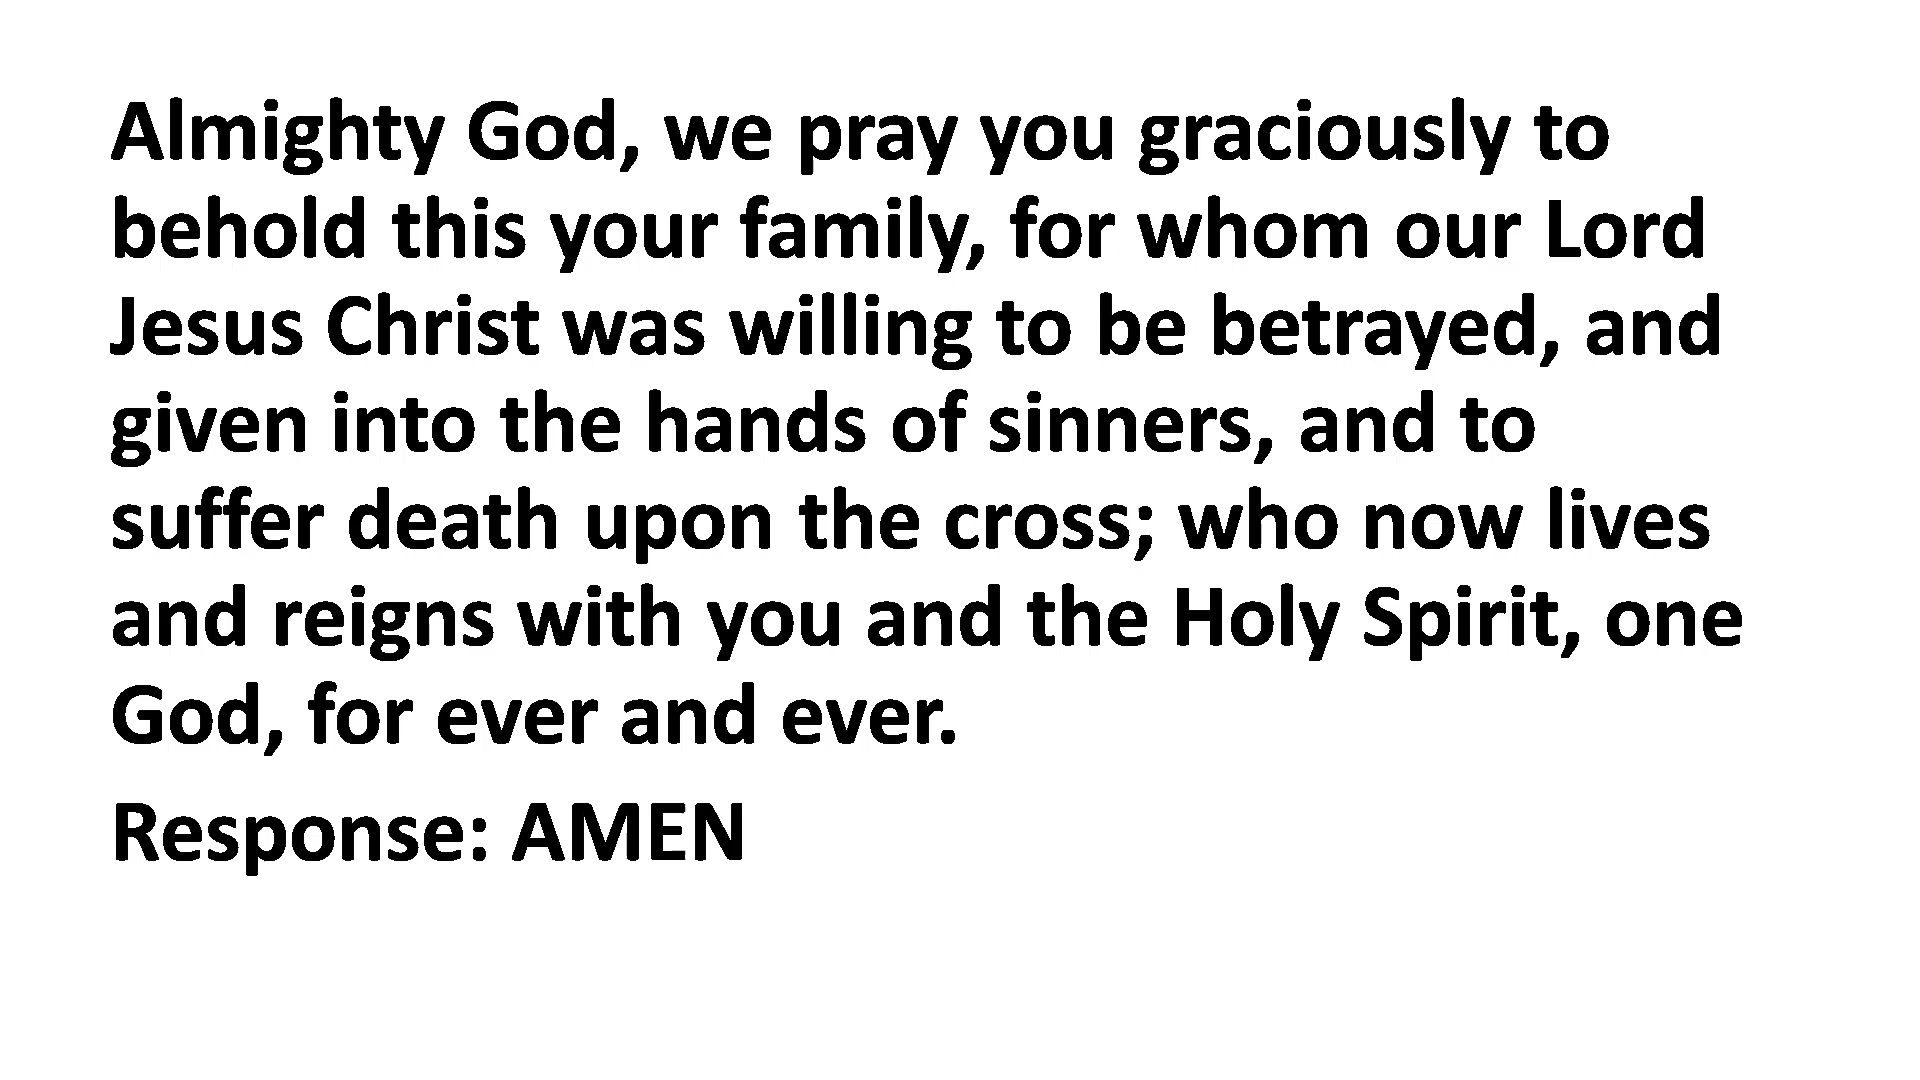 Almighty God, we pray you graciously to
behold this your family, for whom our Lord
Jesus Christ was willing to be betrayed, and
given into the hands of sinners, and to
suffer death upon the cross; who now lives
and reigns with you and the Holy Spirit, one
God, for ever and ever.
Response: AMEN